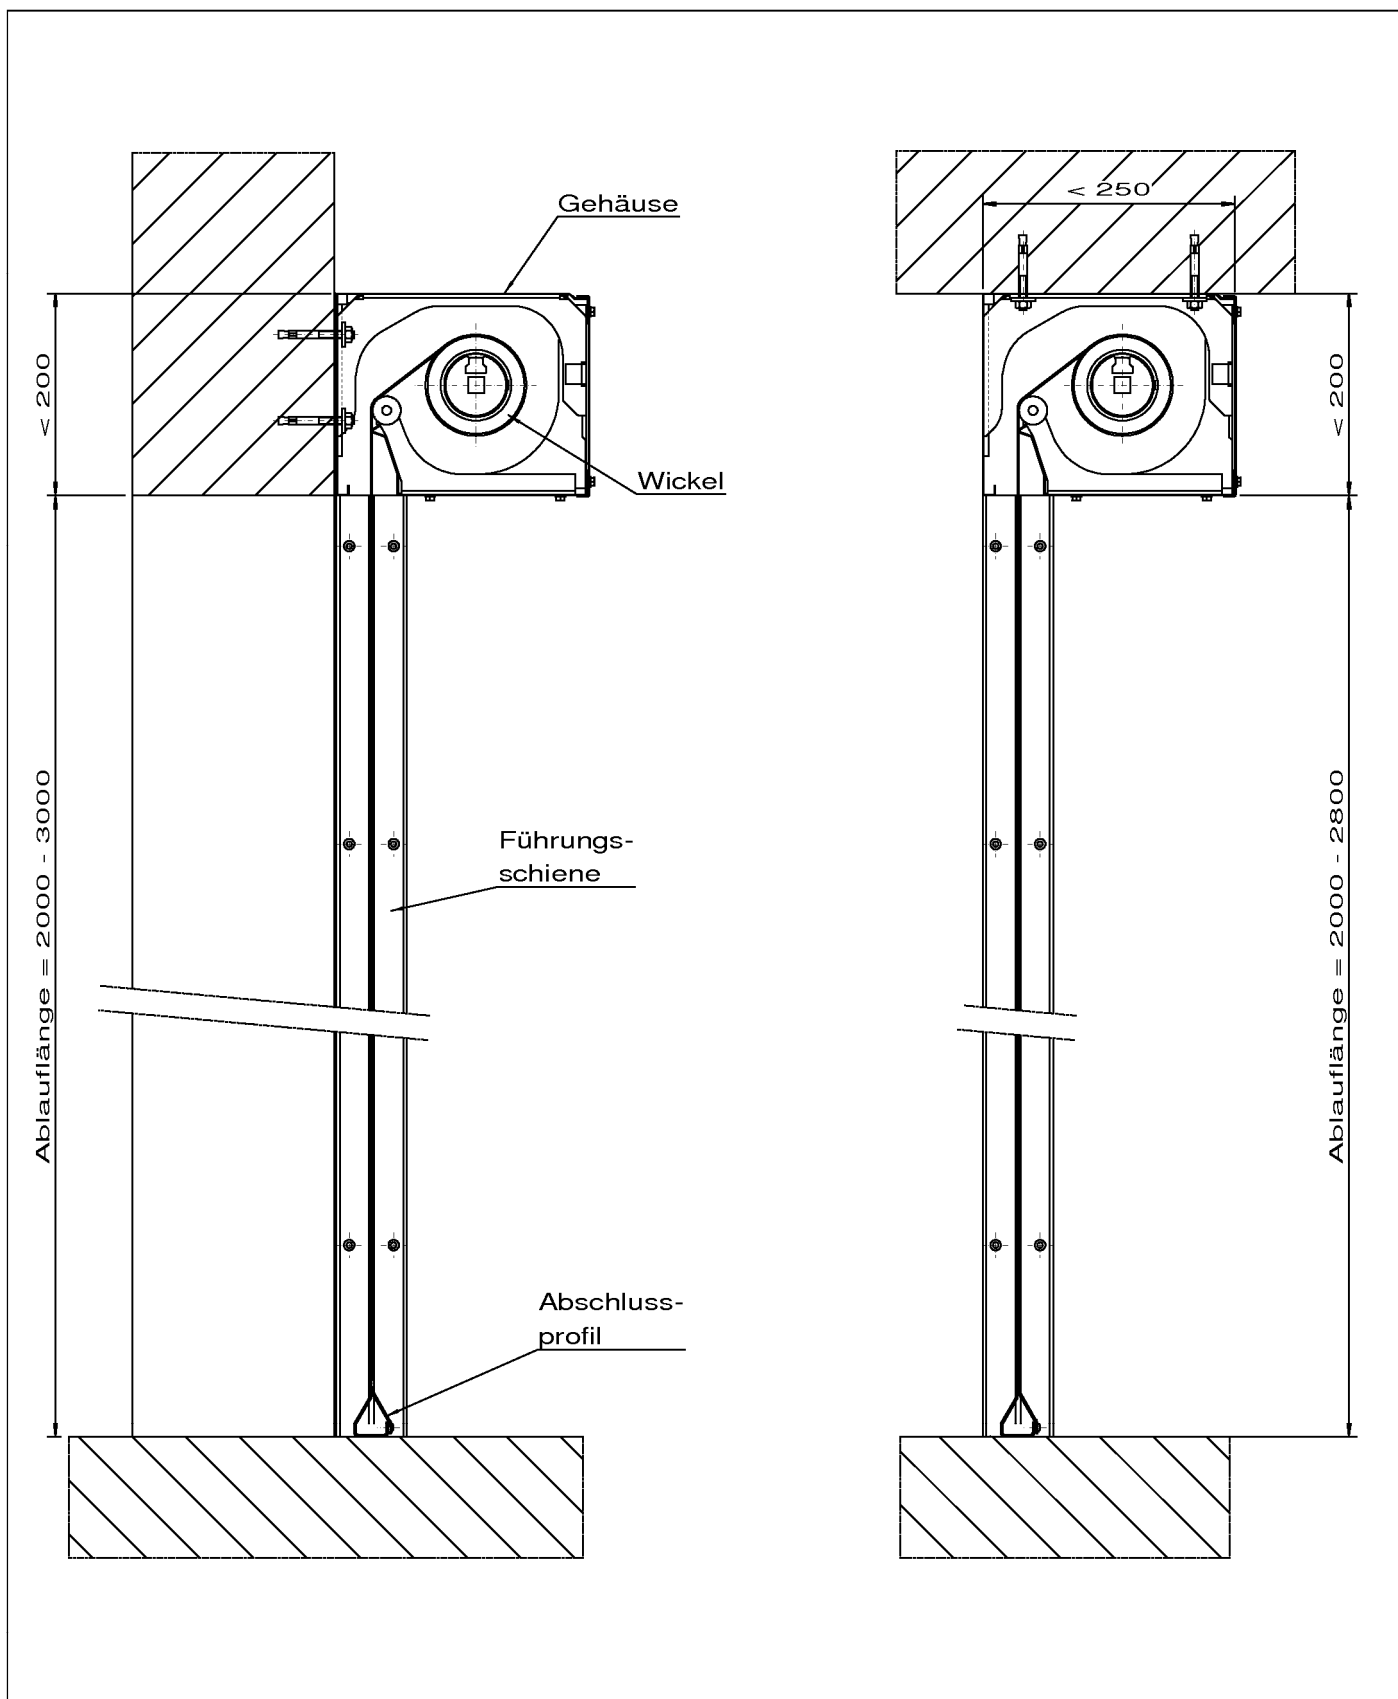 Gehäuse
< 250
< 200
< 200
Wickel
Führungs-
schiene
Ablauflänge = 2000 - 3000
Ablauflänge = 2000 - 2800
Abschluss-
profil